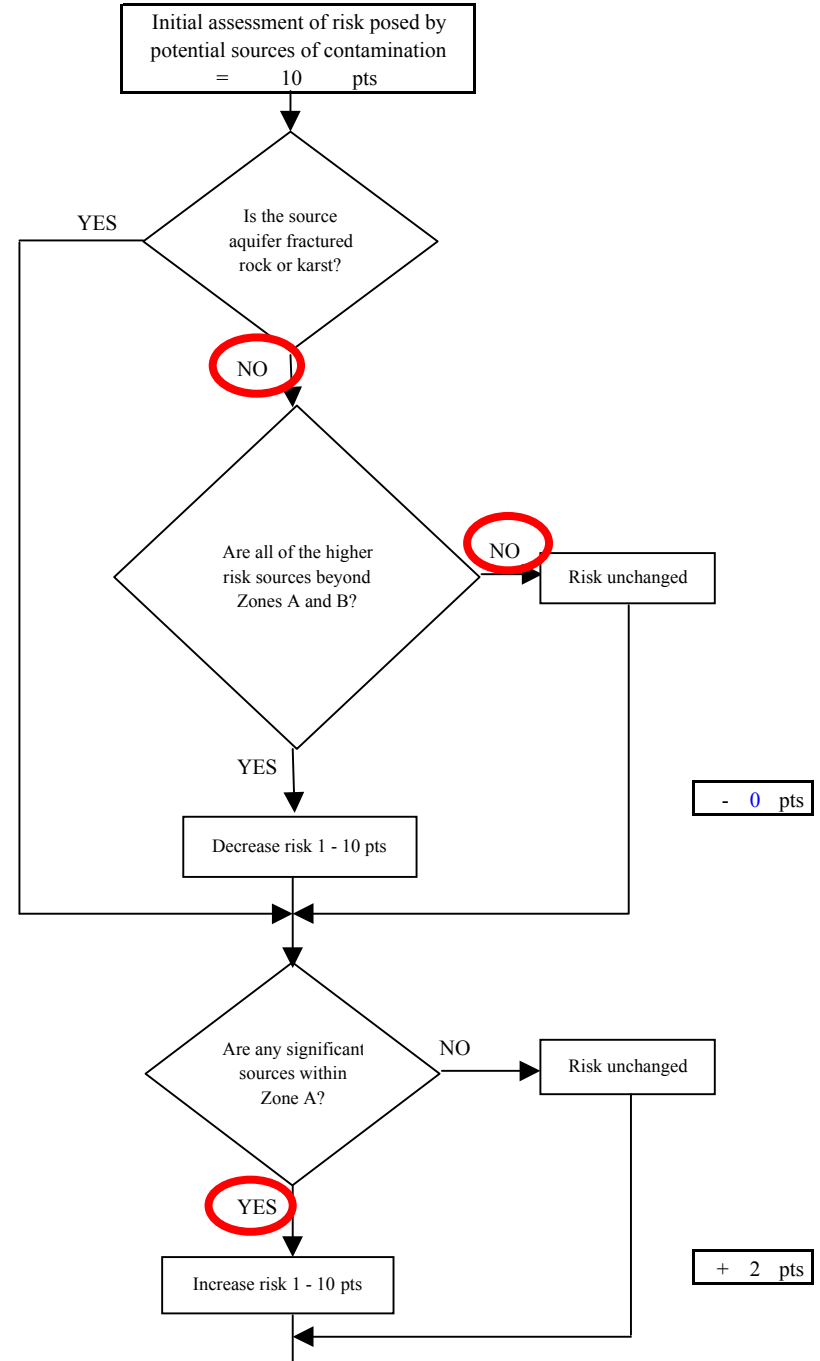 Initial assessment of risk posed by
potential sources of contamination
= 10 pts
YES
Is the source
aquifer fractured
rock or karst?
NO
Are all of the higher
risk sources beyond
Zones A and B?
NO
Risk unchanged
YES
- 0 pts
Decrease risk 1 - 10 pts
Are any significant
sources within
Zone A?
NO
Risk unchanged
YES
+ 2 pts
Increase risk 1 - 10 pts